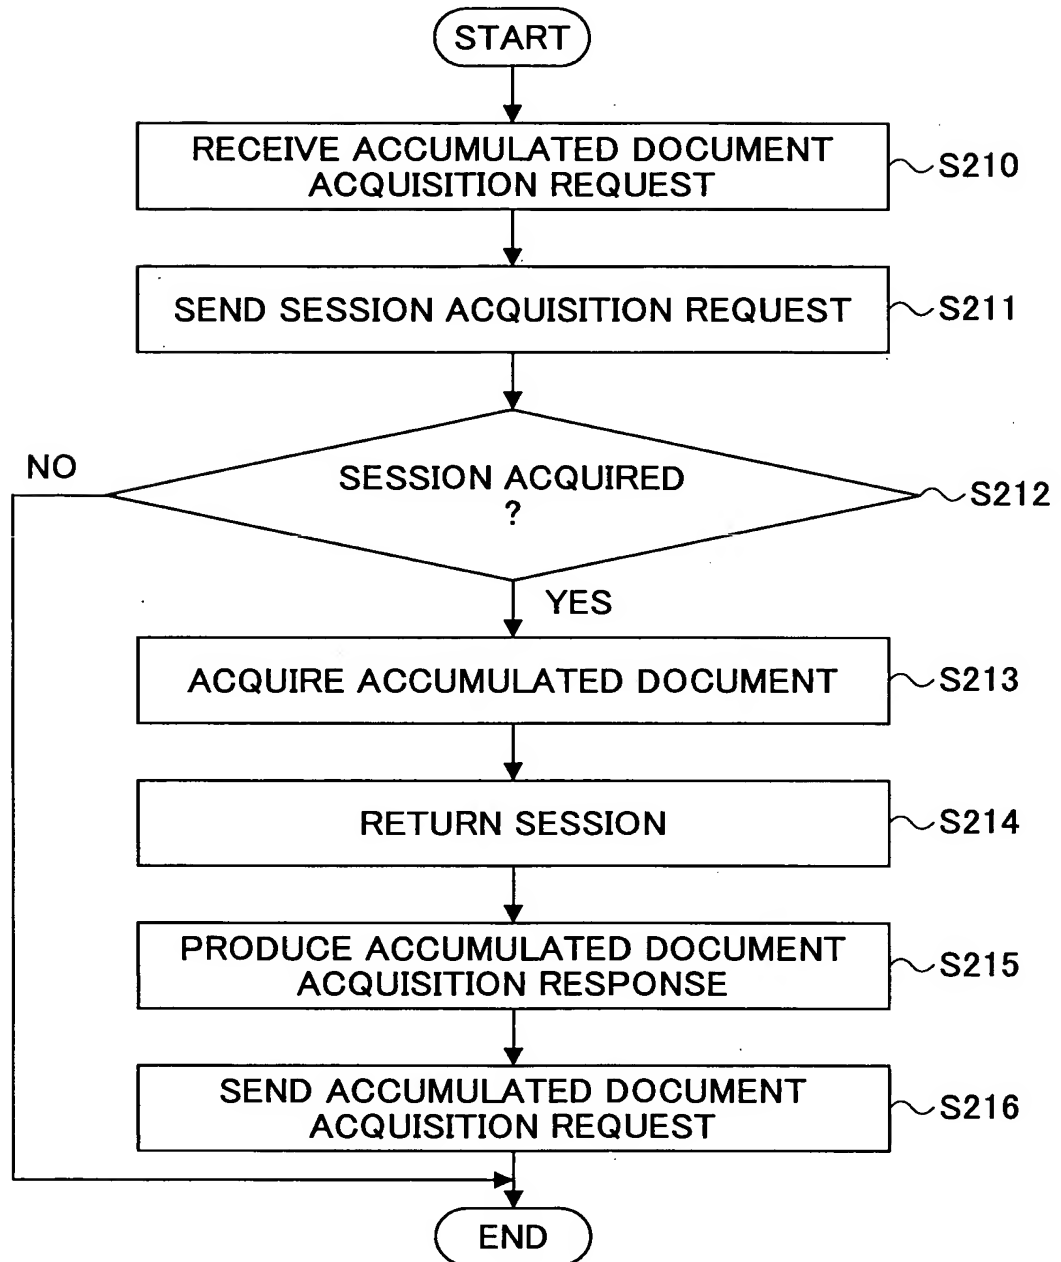 START
RECEIVE ACCUMULATED DOCUMENT
ACQUISITION REQUEST
S210
SEND SESSION ACQUISITION REQUEST
S211
NO
SESSION ACQUIRED
?
S212
YES
ACQUIRE ACCUMULATED DOCUMENT
S213
RETURN SESSION
S214
PRODUCE ACCUMULATED DOCUMENT
ACQUISITION RESPONSE
S215
SEND ACCUMULATED DOCUMENT
ACQUISITION REQUEST
S216
END